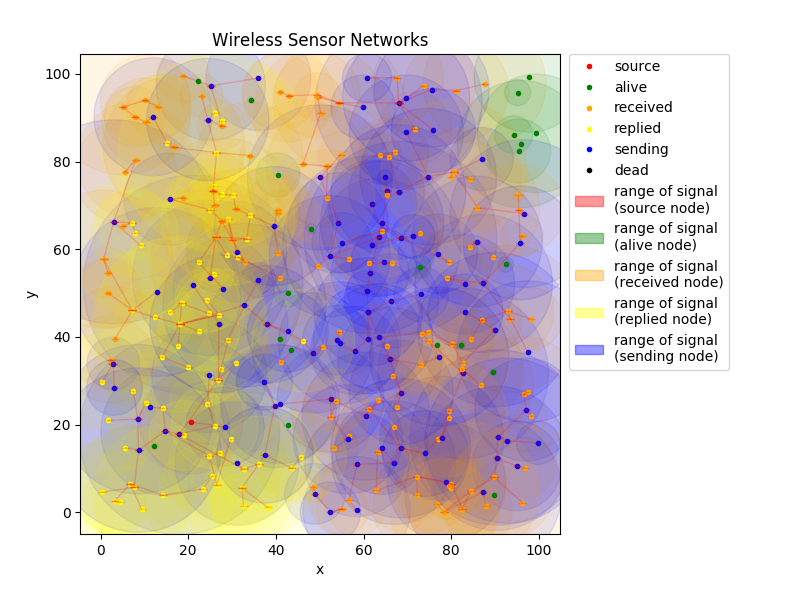 Wireless Sensor Networks
100
80
60
40
20
0
y
0 20 40 60 80 100
x
source
alive
received
replied
sending
dead
range of signal
(source node)
range of signal
(alive node)
range of signal
(received node)
range of signal
(replied node)
range of signal
(sending node)